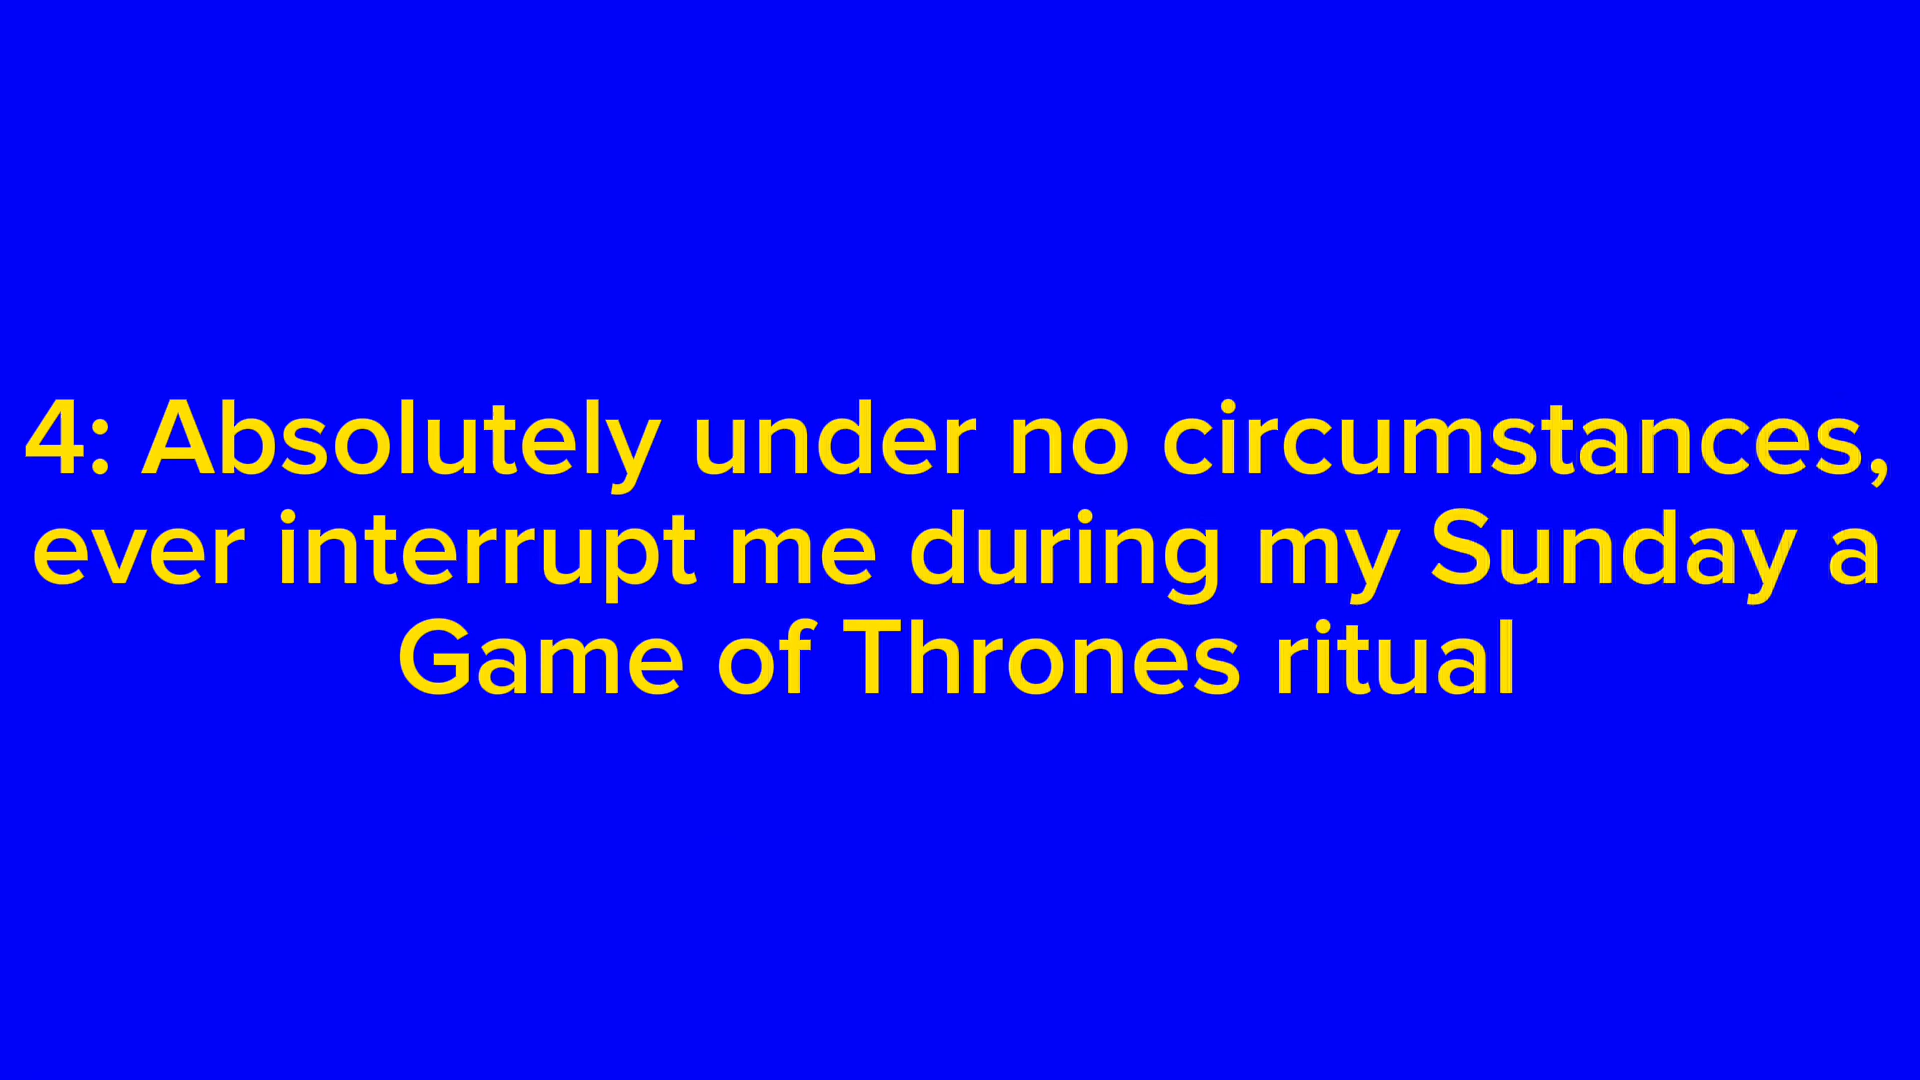 4: Absolutely under no circumstances,
ever interrupt me during my Sunday a
Game of Thrones ritual